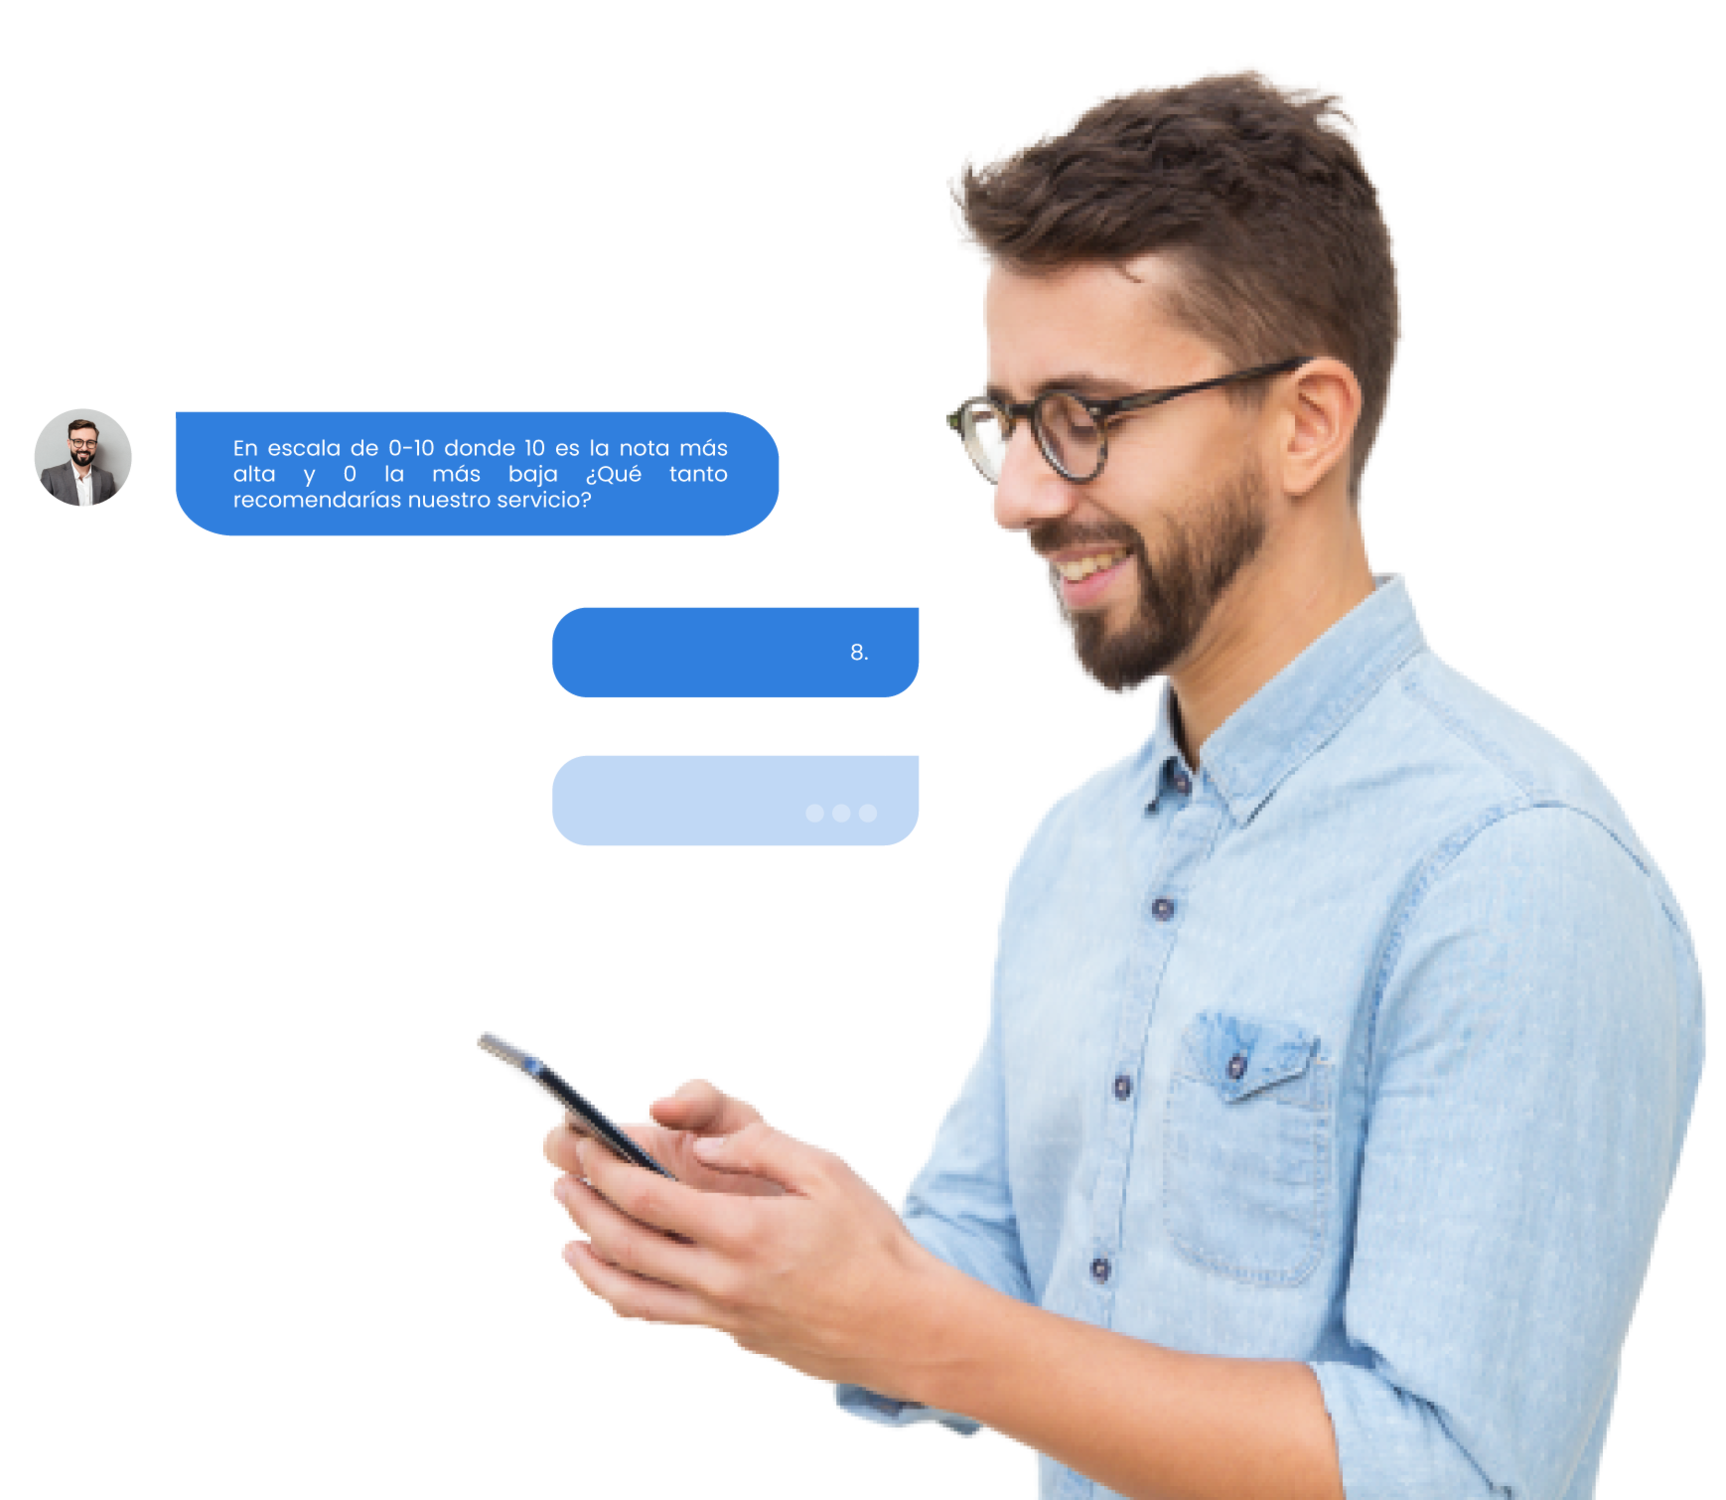 En escala de 0-10 donde 10 es la nota más
alta y 0 la más baja ¿Qué tanto
recomendarías nuestro servicio?
8.